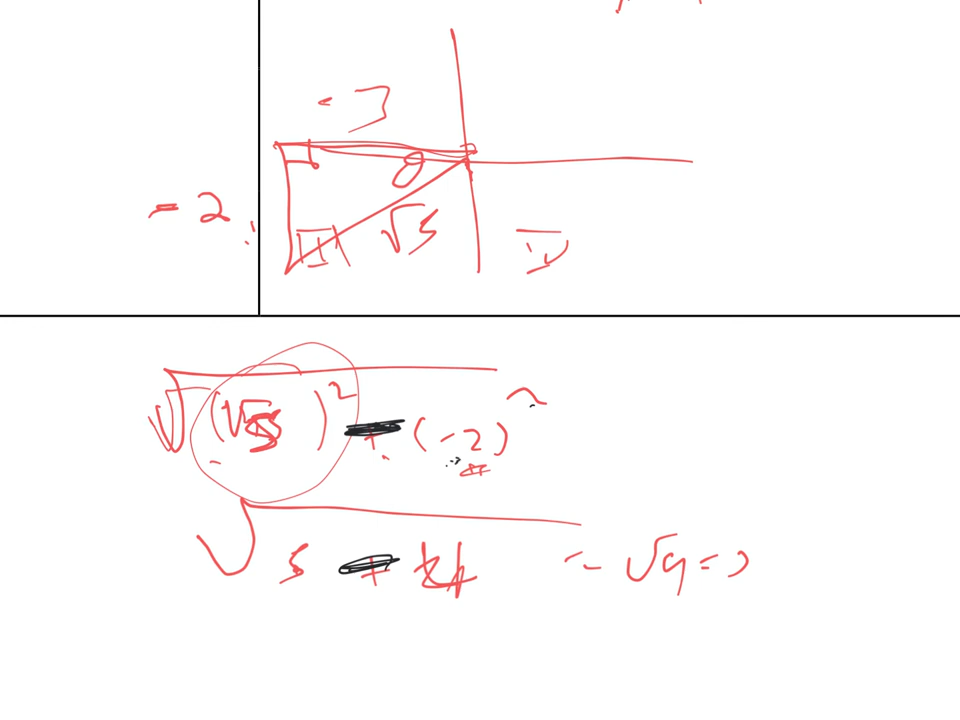 - 3
θ
= 2
III
√5
IV
√(√5)² - (-2)²
√5 - 4 = √9 = 3